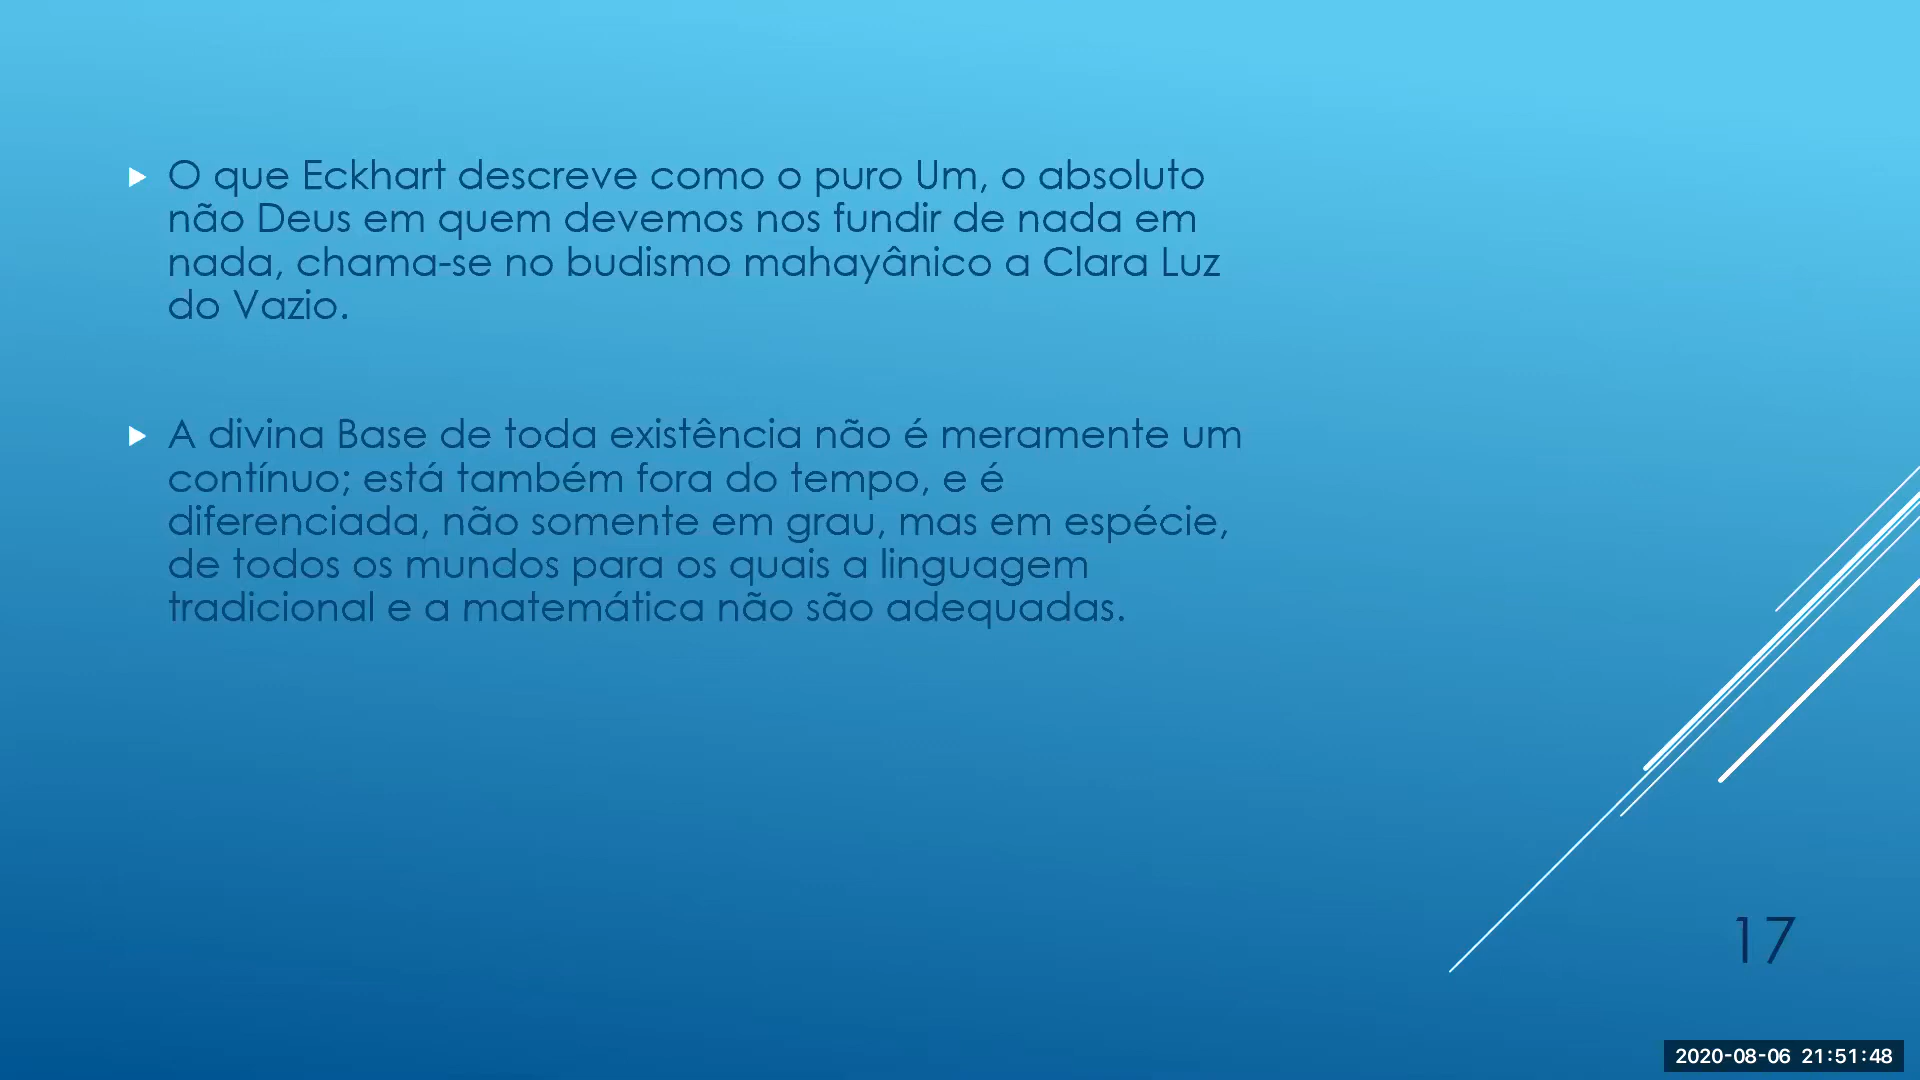 O que Eckhart descreve como o puro Um, o absoluto
não Deus em quem devemos nos fundir de nada em
nada, chama-se no budismo mahayânico a Clara Luz
do Vazio.
A divina Base de toda existência não é meramente um
contínuo; está também fora do tempo, e é
diferenciada, não somente em grau, mas em espécie,
de todos os mundos para os quais a linguagem
tradicional e a matemática não são adequadas.
17
2020-08-06 21:51:48